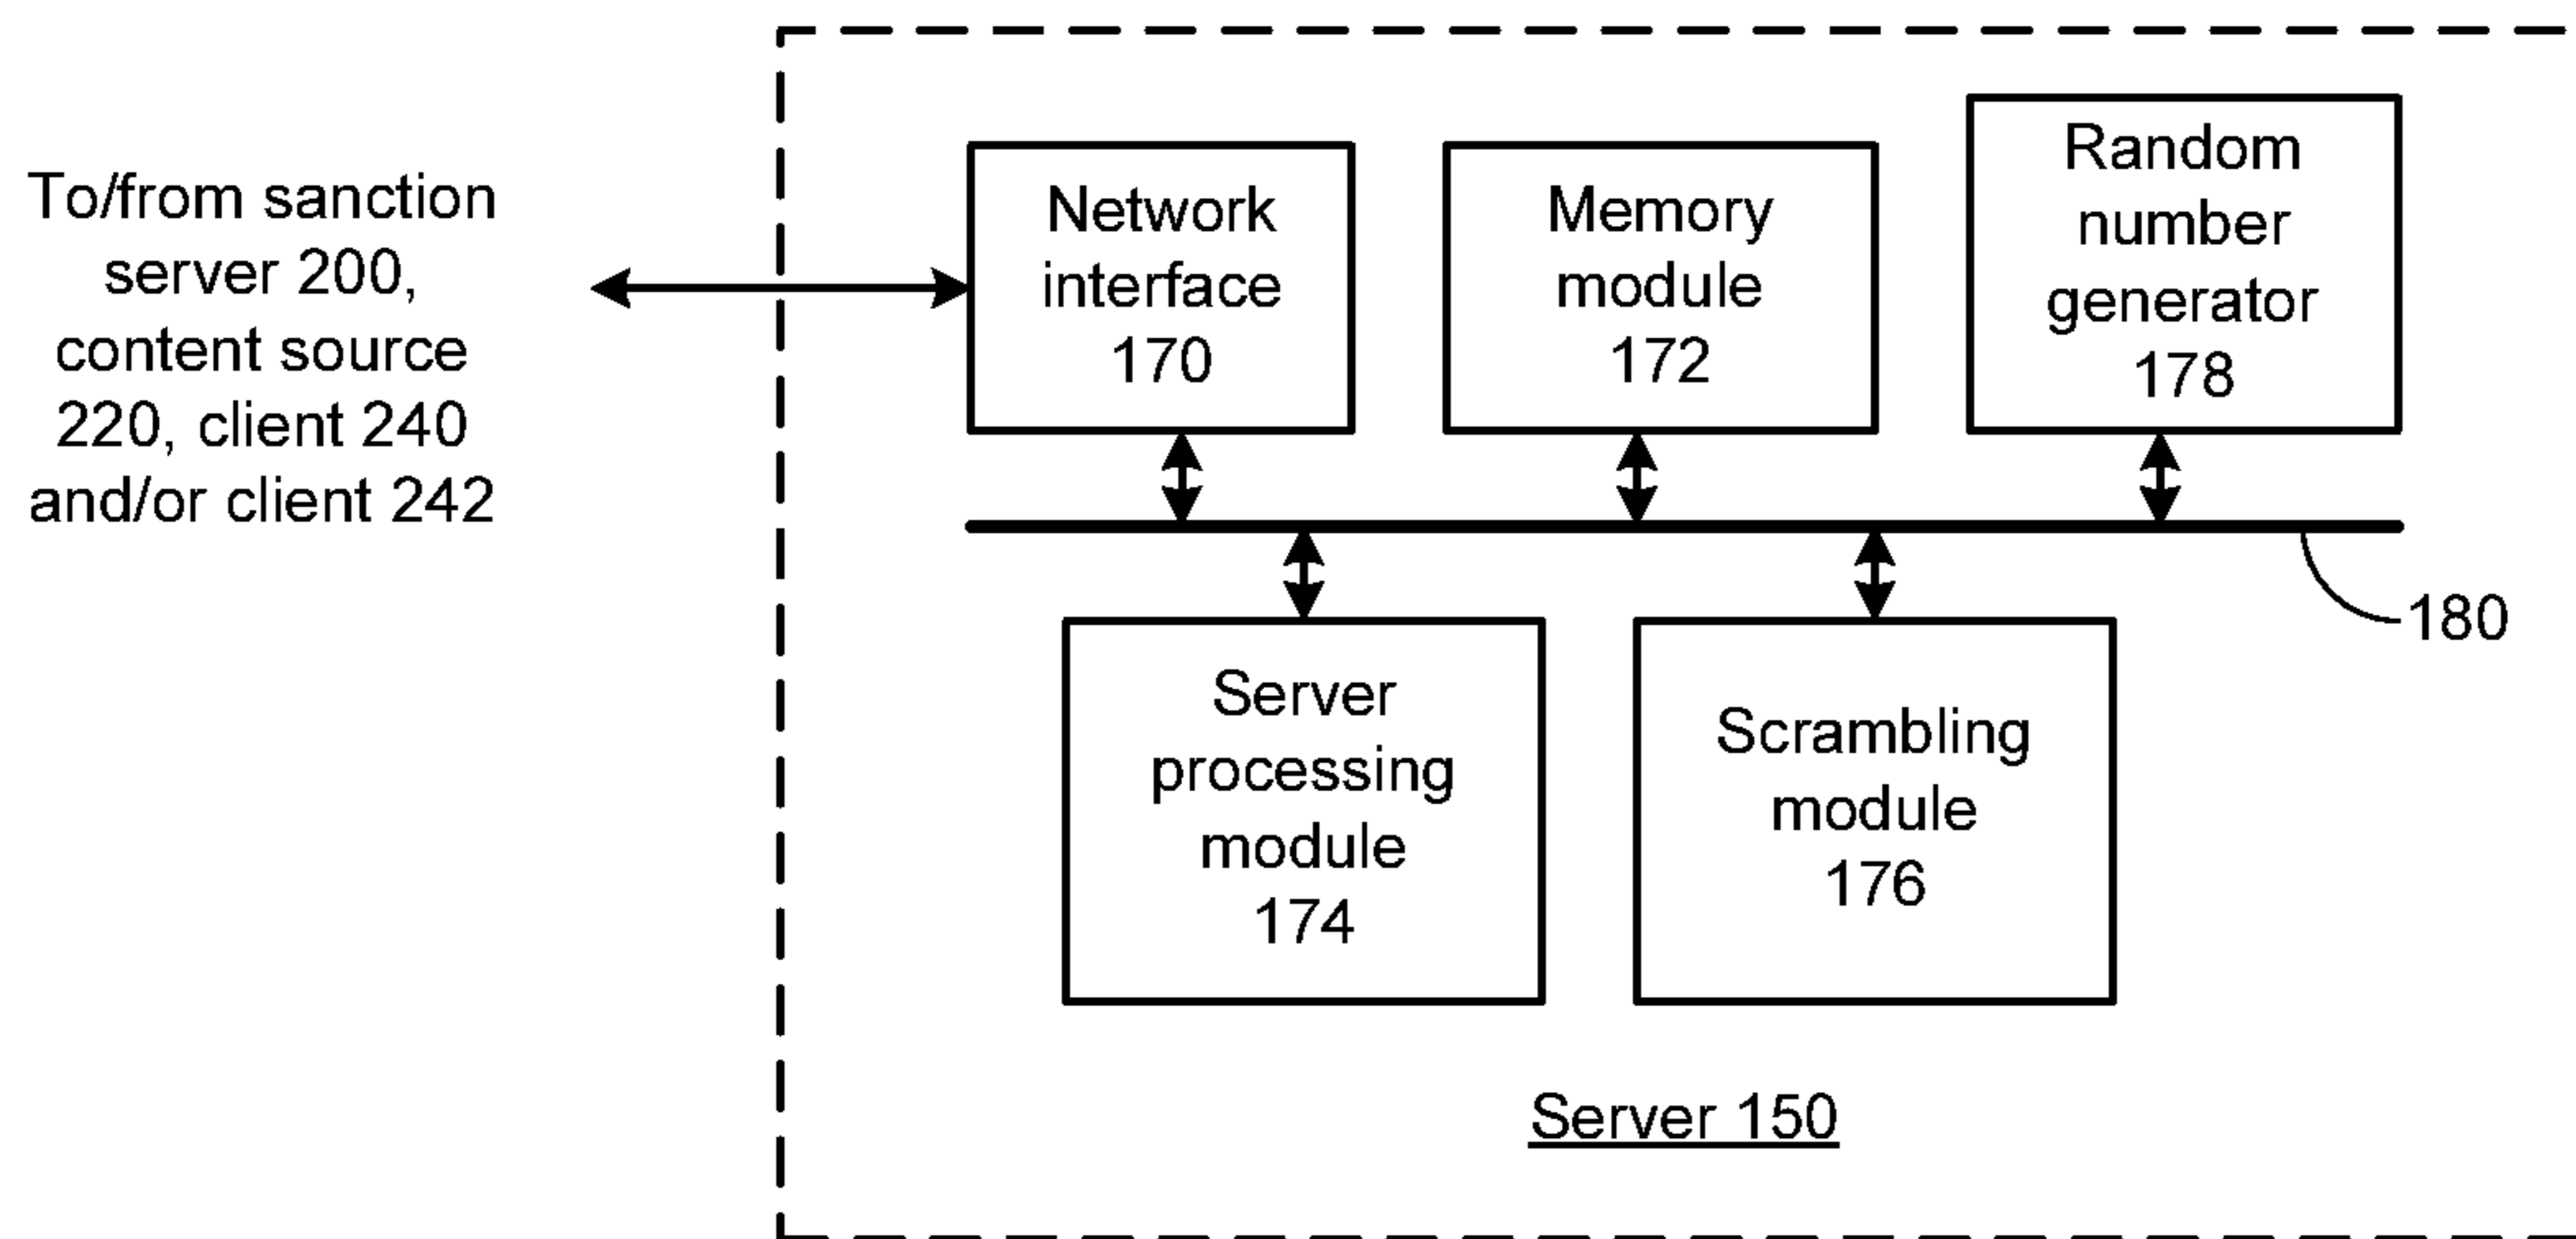 To/from sanction
server 200,
content source
220, client 240
and/or client 242
Network
interface
170
Memory
module
172
Random
number
generator
178
180
Server
processing
module
174
Scrambling
module
176
Server 150